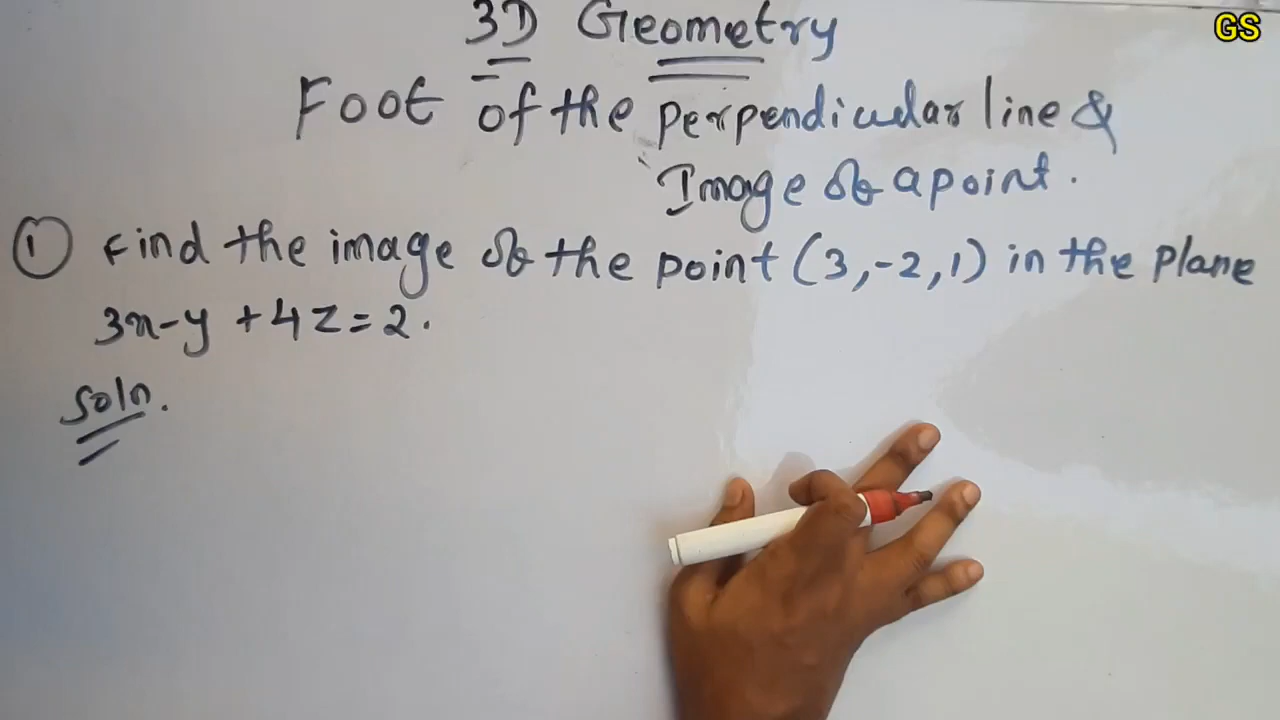 GS
3D Geometry
Foot of the perpendicular line &
Image of a point.
① Find the image of the point (3,-2,1) in the plane
3x-y+4z=2.
Soln.